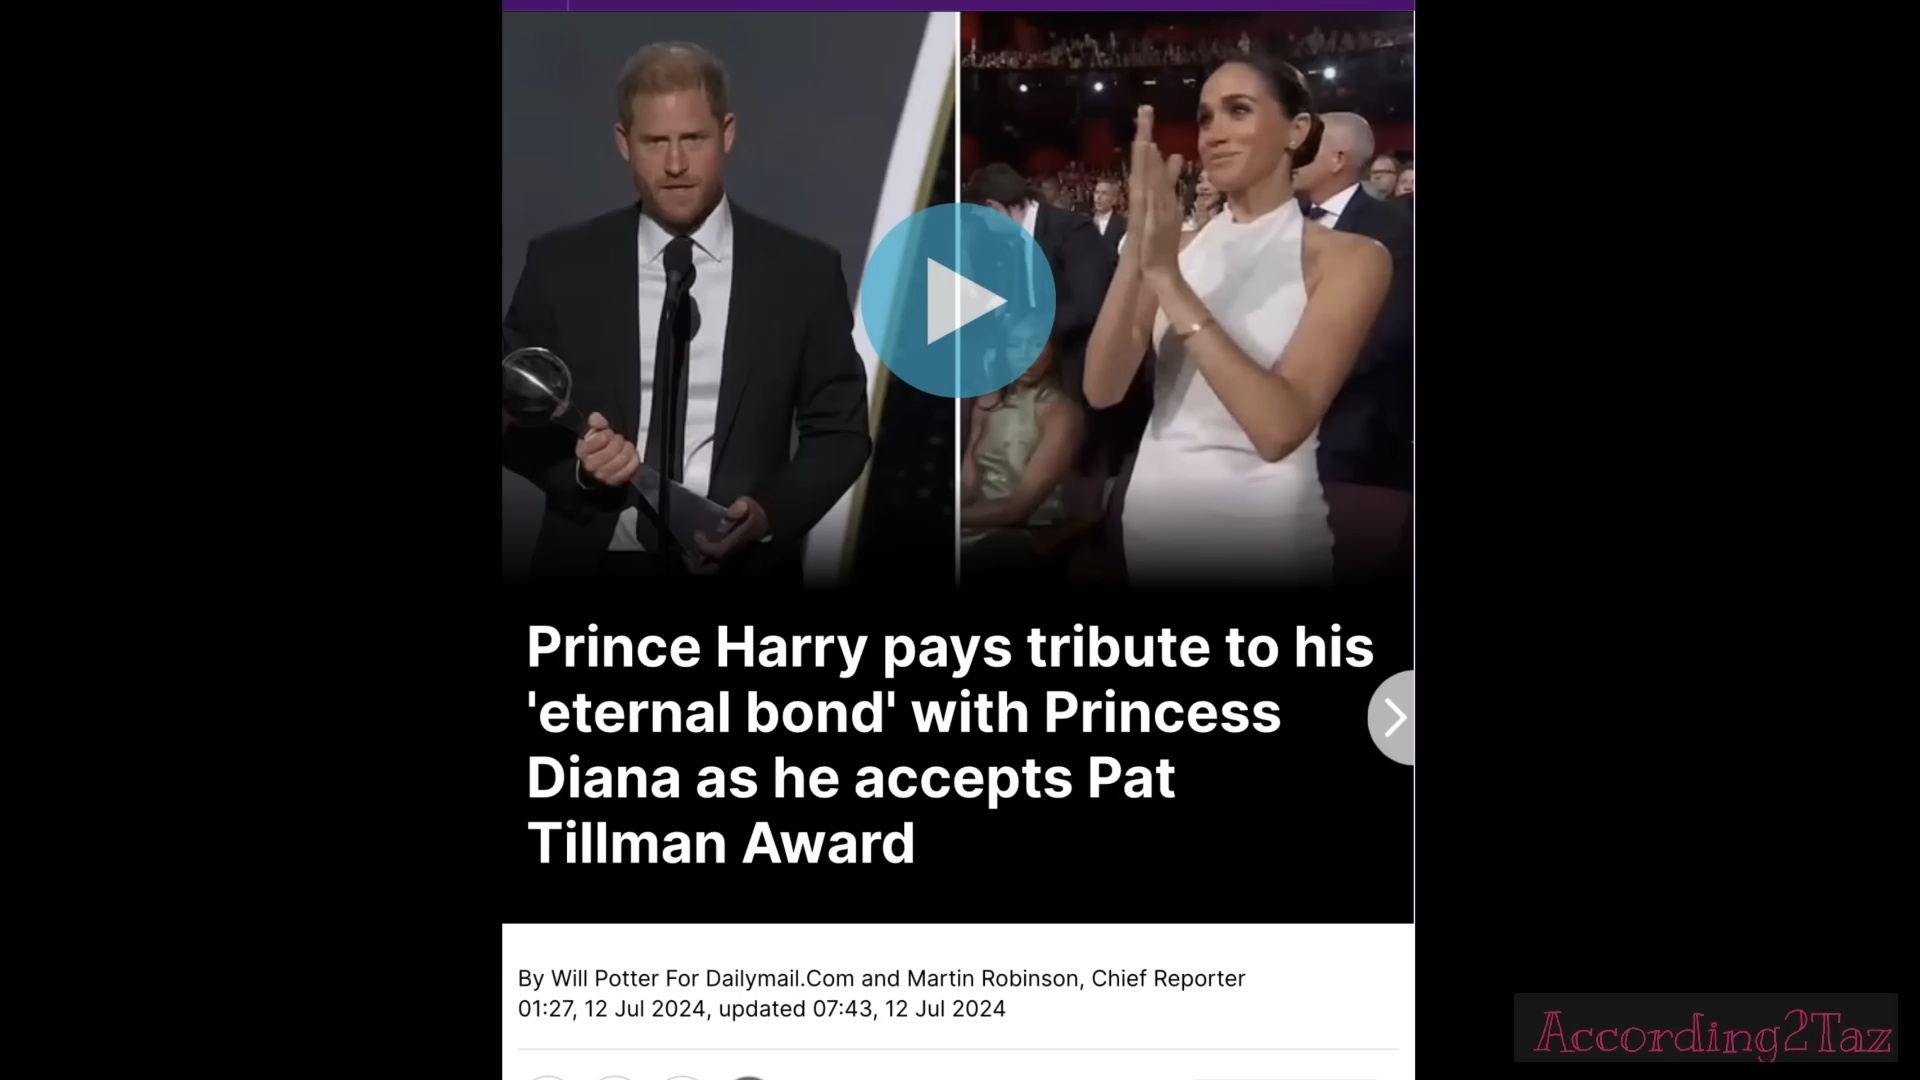 Prince Harry pays tribute to his
'eternal bond' with Princess
Diana as he accepts Pat
Tillman Award
By Will Potter For Dailymail.Com and Martin Robinson, Chief Reporter
01:27, 12 Jul 2024, updated 07:43, 12 Jul 2024
According2Taz